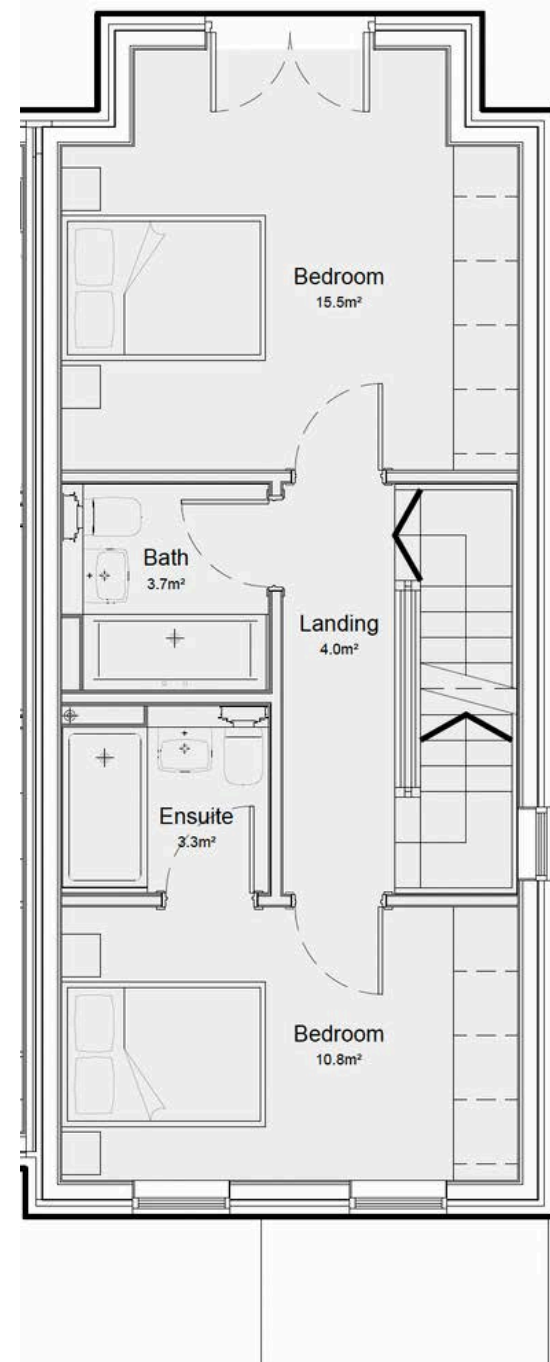 Bedroom
15.5m²
Bath
3.7m²
Landing
4.0m²
Ensuite
3.3m²
Bedroom
10.8m²